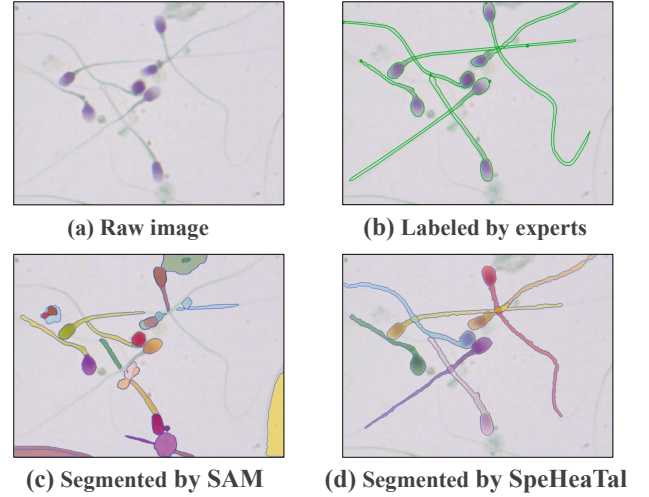 (a) Raw image
(b) Labeled by experts
(c) Segmented by SAM
(d) Segmented by SpeHeaTal